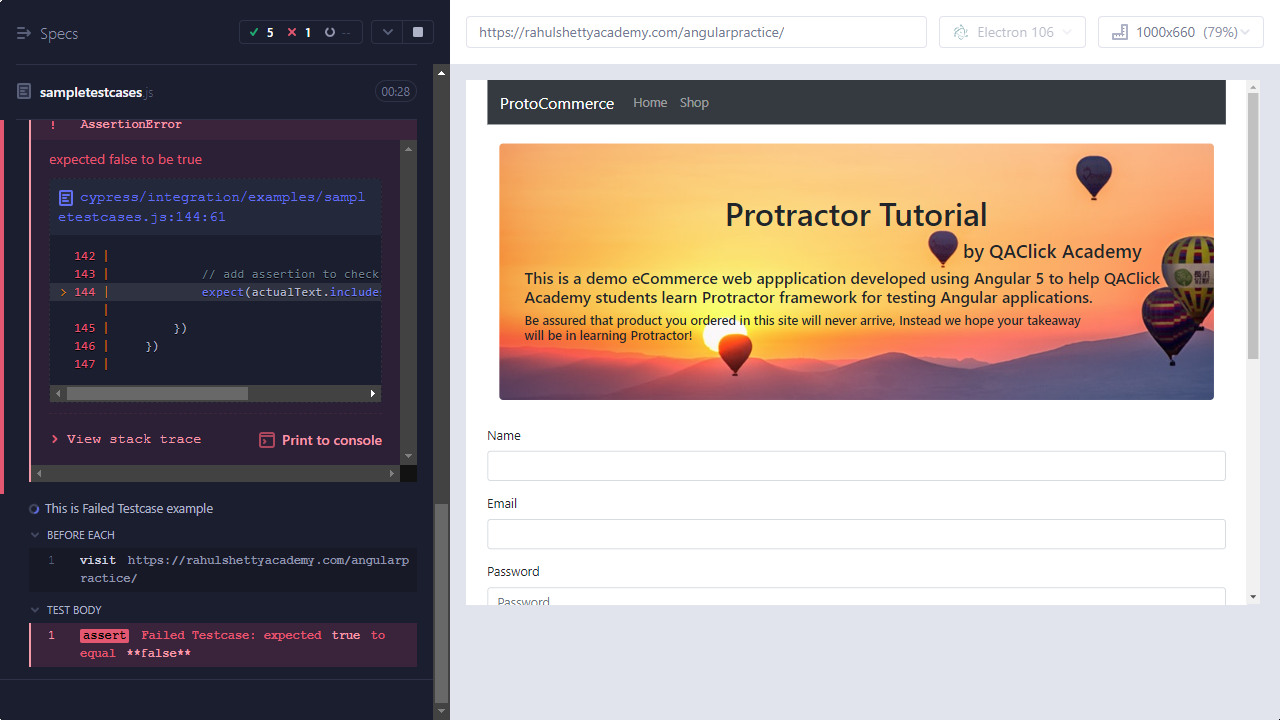 Specs
5 1 --
https://rahulshettyacademy.com/angularpractice/
Electron 106
1000x660 (79%)
sampletestcases.js
00:28
! AssertionError
expected false to be true
cypress/integration/examples/sampl
etestcases.js:144:61
142 |
143 | // add assertion to check
> 144 | expect(actualText.includes
|
145 | })
146 | })
147 |
> View stack trace
Print to console
This is Failed Testcase example
BEFORE EACH
1 visit https://rahulshettyacademy.com/angularp
ractice/
TEST BODY
1 assert Failed Testcase: expected true to
equal **false**
ProtoCommerce Home Shop
Protractor Tutorial
by QAClick Academy
This is a demo eCommerce web appplication developed using Angular 5 to help QAClick
Academy students learn Protractor framework for testing Angular applications.
Be assured that product you ordered in this site will never arrive, Instead we hope your takeaway
will be in learning Protractor!
Name
Email
Password
Password